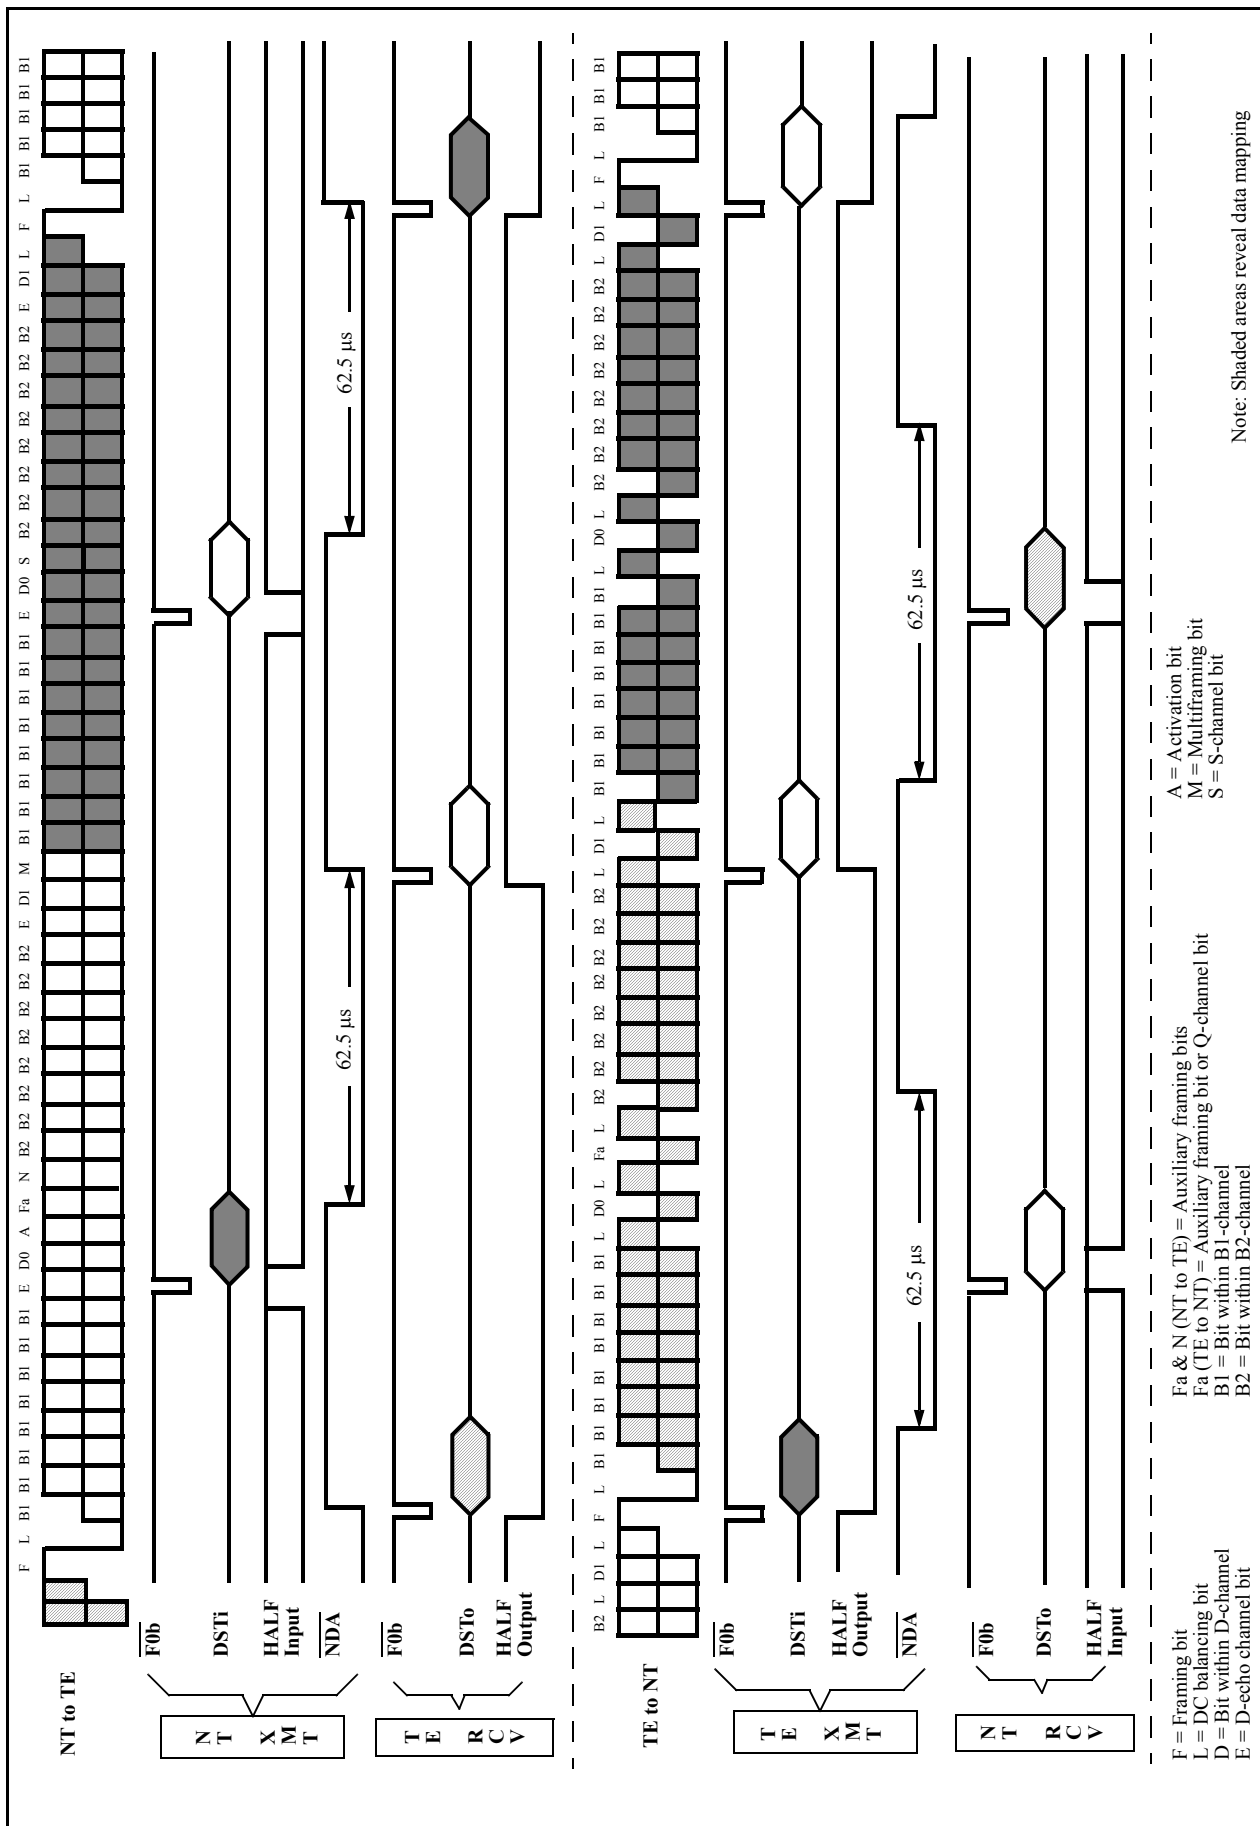 F L B1 B1 B1 B1 B1 B1 B1 B1 E D0 A Fa N B2 B2 B2 B2 B2 B2 B2 B2 E D1 M B1 B1 B1 B1 B1 B1 B1 B1 E D0 S B2 B2 B2 B2 B2 B2 B2 B2 E D1 L F L B1 B1 B1 B1 B1
NT to TE
NT XMT
F0b
DSTi
HALF
Input
NDA
62.5 µs
62.5 µs
TE RCV
F0b
DSTo
HALF
Output
B2 L D1 L F L B1 B1 B1 B1 B1 B1 B1 B1 L D0 L Fa L B2 B2 B2 B2 B2 B2 B2 B2 L D1 L B1 B1 B1 B1 B1 B1 B1 B1 L D0 L B2 B2 B2 B2 B2 B2 B2 B2 L D1 L F L B1 B1 B1
TE to NT
TE XMT
F0b
DSTi
HALF
Output
NDA
62.5 µs
62.5 µs
NT RCV
F0b
DSTo
HALF
Input
F = Framing bit
L = DC balancing bit
D = Bit within D-channel
E = D-echo channel bit
Fa & N (NT to TE) = Auxiliary framing bits
Fa (TE to NT) = Auxiliary framing bit or Q-channel bit
B1 = Bit within B1-channel
B2 = Bit within B2-channel
A = Activation bit
M = Multiframing bit
S = S-channel bit
Note: Shaded areas reveal data mapping